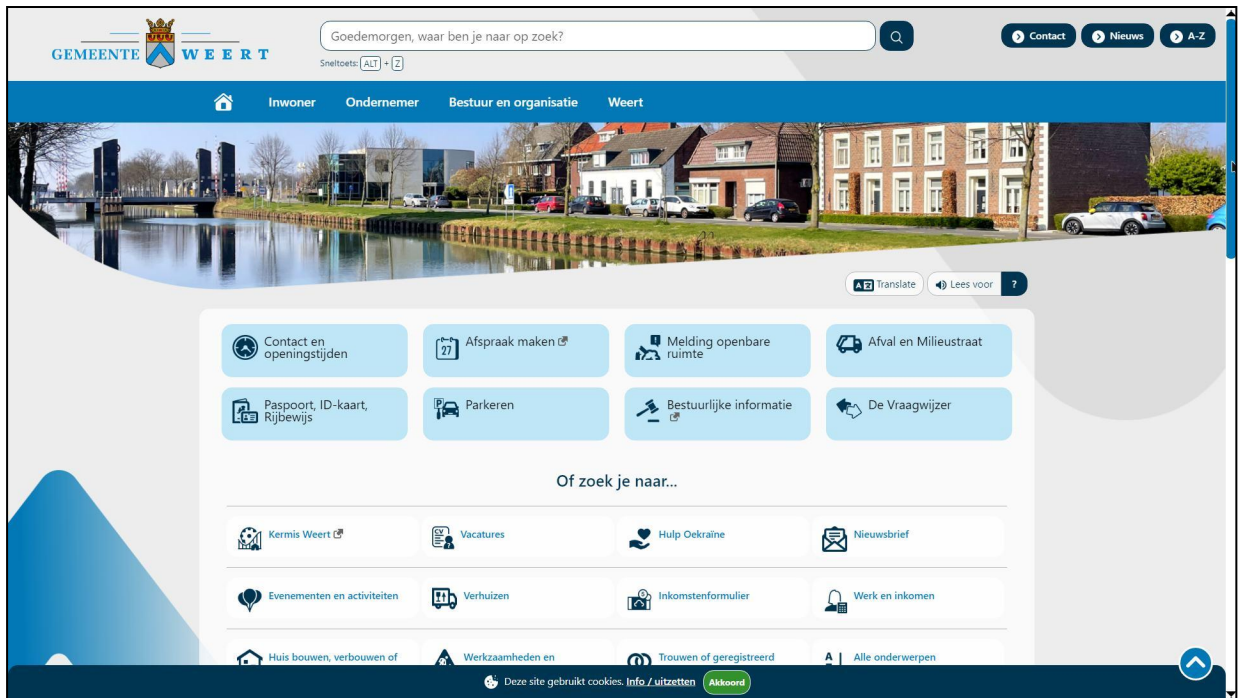 GEMEENTE WEERT
Goedemorgen, waar ben je naar op zoek?
Sneltoets: ALT + Z
Contact
Nieuws
A-Z
Inwoner
Ondernemer
Bestuur en organisatie
Weert
Translate
Lees voor
?
Contact en
openingstijden
27
Afspraak maken
Melding openbare
ruimte
Afval en Milieustraat
Paspoort, ID-kaart,
Rijbewijs
P
Parkeren
Bestuurlijke informatie
De Vraagwijzer
Of zoek je naar...
Kermis Weert
CV
Vacatures
Hulp Oekraïne
Nieuwsbrief
Evenementen en activiteiten
Verhuizen
Inkomstenformulier
Werk en inkomen
Huis bouwen, verbouwen of
Werkzaamheden en
Trouwen of geregistreerd
Alle onderwerpen
Deze site gebruikt cookies. Info / uitzetten
Akkoord